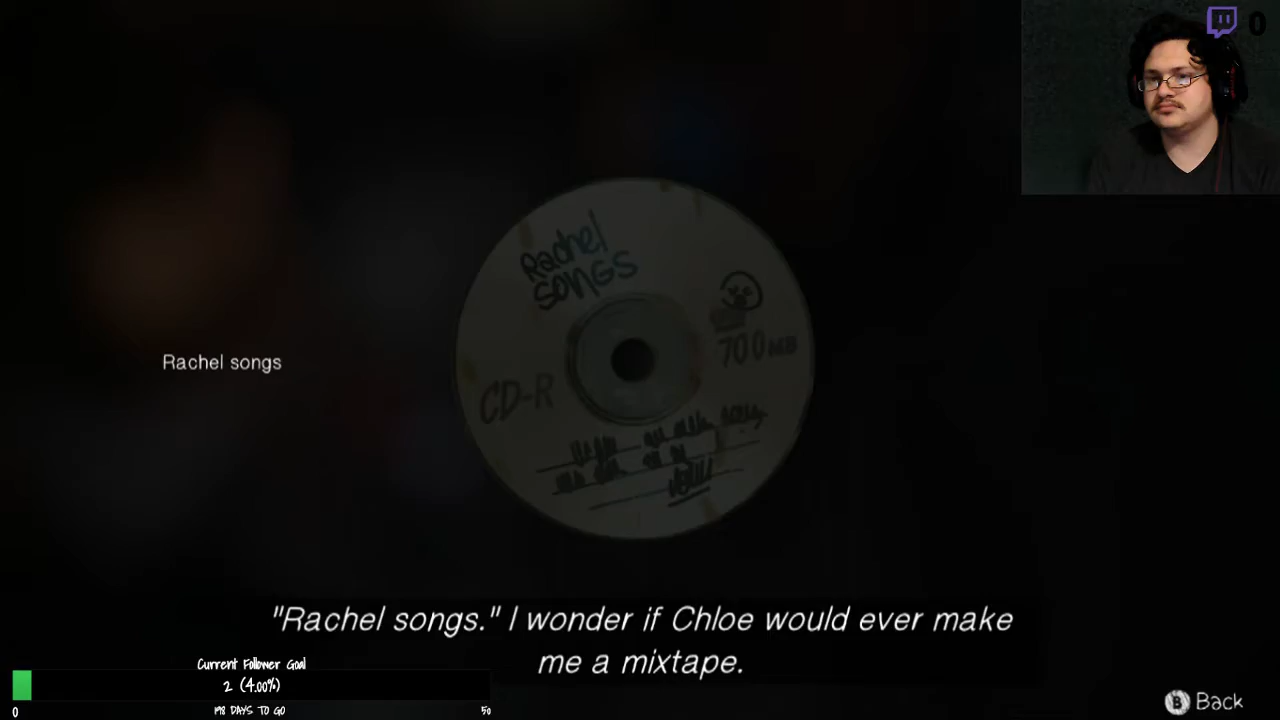 0
Rachel
SONGS
700 MB
CD-R
Rachel songs
"Rachel songs." I wonder if Chloe would ever make
me a mixtape.
Current Follower Goal
2 (4.00%)
0
198 DAYS TO GO
50
B Back